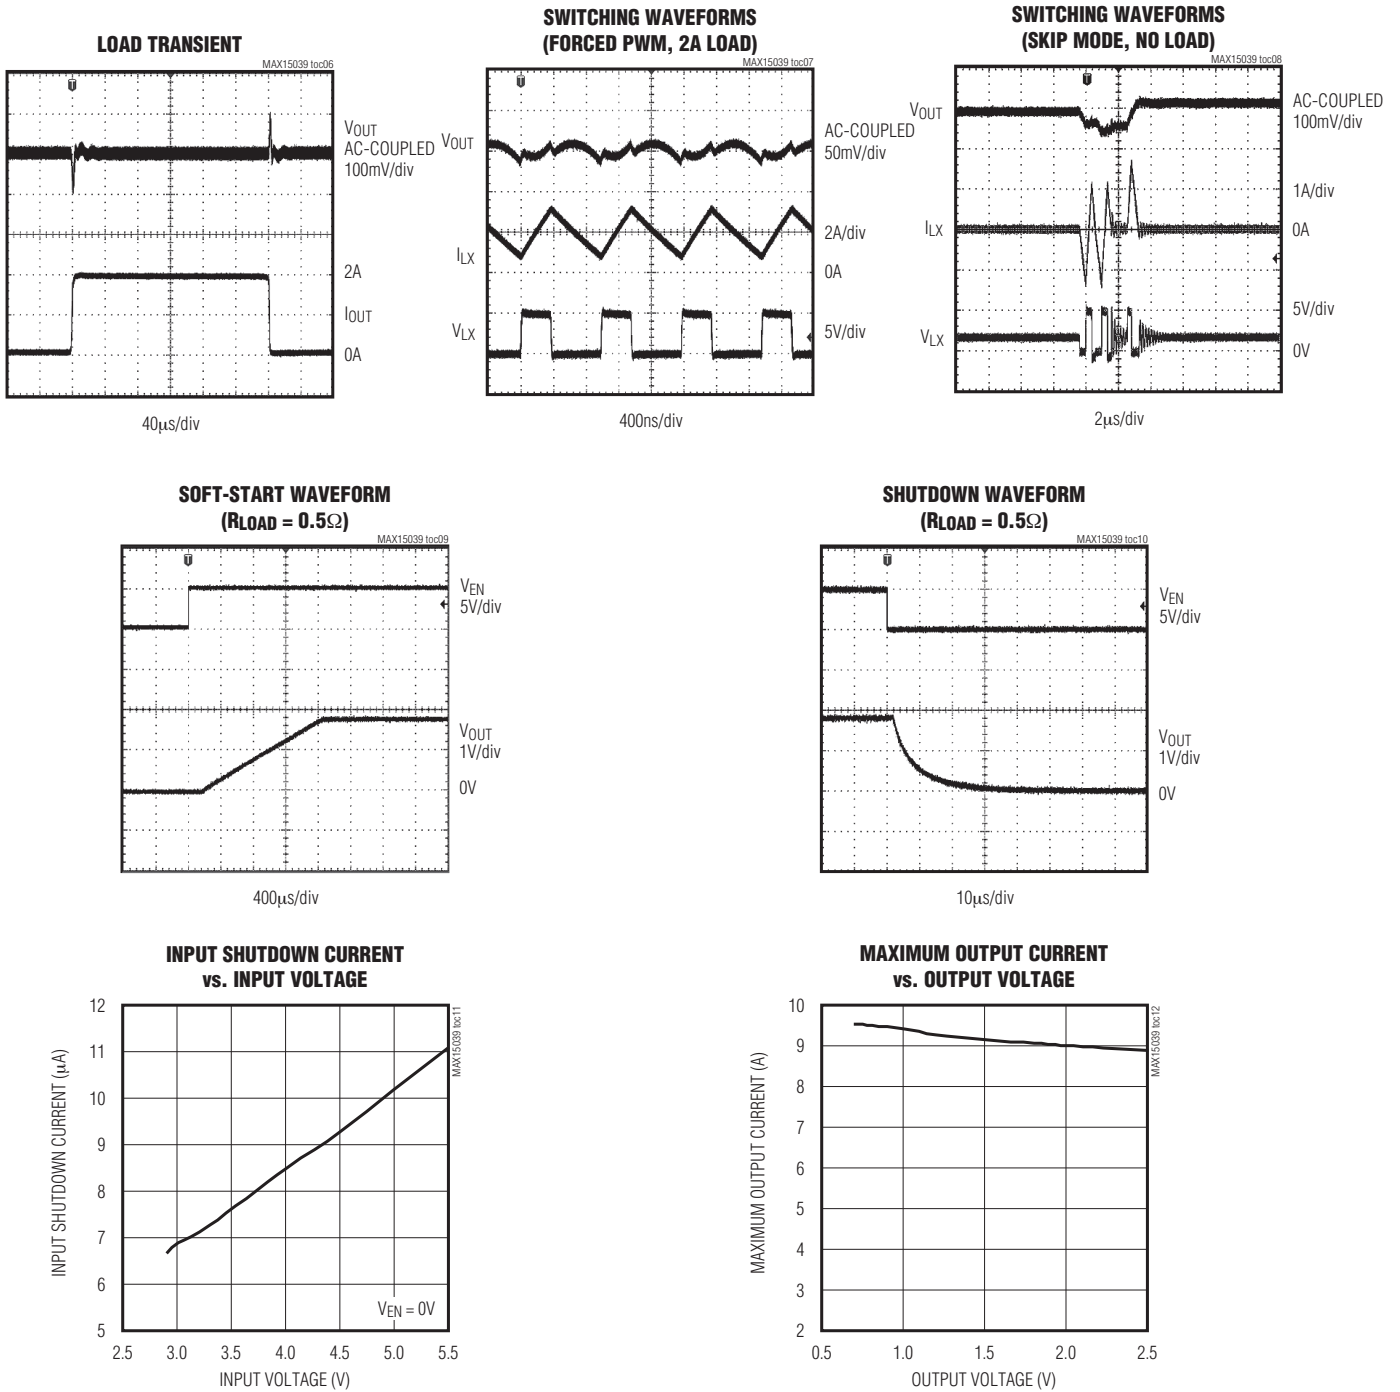 LOAD TRANSIENT
MAX15039 toc06
VOUT
AC-COUPLED
100mV/div
2A
IOUT
0A
40µs/div
SWITCHING WAVEFORMS
(FORCED PWM, 2A LOAD)
MAX15039 toc07
VOUT
AC-COUPLED
50mV/div
ILX
2A/div
0A
VLX
5V/div
400ns/div
SWITCHING WAVEFORMS
(SKIP MODE, NO LOAD)
MAX15039 toc08
VOUT
AC-COUPLED
100mV/div
1A/div
ILX
0A
5V/div
VLX
0V
2µs/div
SOFT-START WAVEFORM
(RLOAD = 0.5Ω)
MAX15039 toc09
VEN
5V/div
VOUT
1V/div
0V
400µs/div
SHUTDOWN WAVEFORM
(RLOAD = 0.5Ω)
MAX15039 toc10
VEN
5V/div
VOUT
1V/div
0V
10µs/div
INPUT SHUTDOWN CURRENT
vs. INPUT VOLTAGE
MAX15039 toc11
INPUT SHUTDOWN CURRENT (µA)
12
11
10
9
8
7
6
5
VEN = 0V
2.5 3.0 3.5 4.0 4.5 5.0 5.5
INPUT VOLTAGE (V)
MAXIMUM OUTPUT CURRENT
vs. OUTPUT VOLTAGE
MAX15039 toc12
MAXIMUM OUTPUT CURRENT (A)
10
9
8
7
6
5
4
3
2
0.5 1.0 1.5 2.0 2.5
OUTPUT VOLTAGE (V)